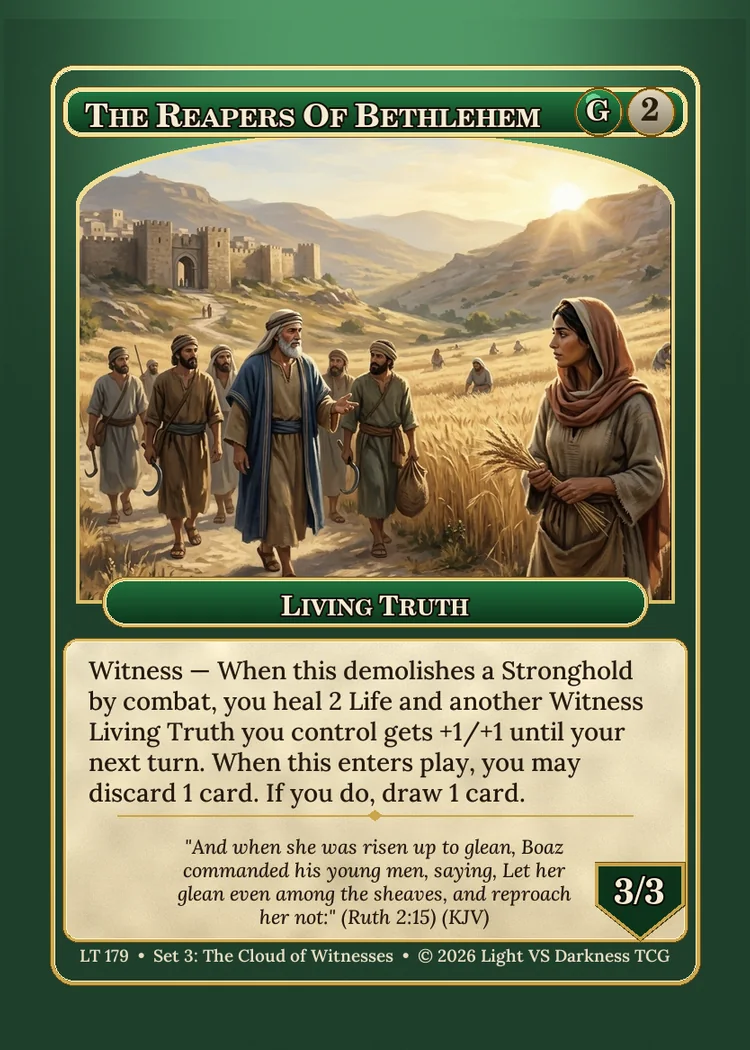 The Reapers Of Bethlehem G 2
Living Truth
Witness — When this demolishes a Stronghold
by combat, you heal 2 Life and another Witness
Living Truth you control gets +1/+1 until your
next turn. When this enters play, you may
discard 1 card. If you do, draw 1 card.
"And when she was risen up to glean, Boaz
commanded his young men, saying, Let her
glean even among the sheaves, and reproach
her not:" (Ruth 2:15) (KJV)
3/3
LT 179 • Set 3: The Cloud of Witnesses • © 2026 Light VS Darkness TCG